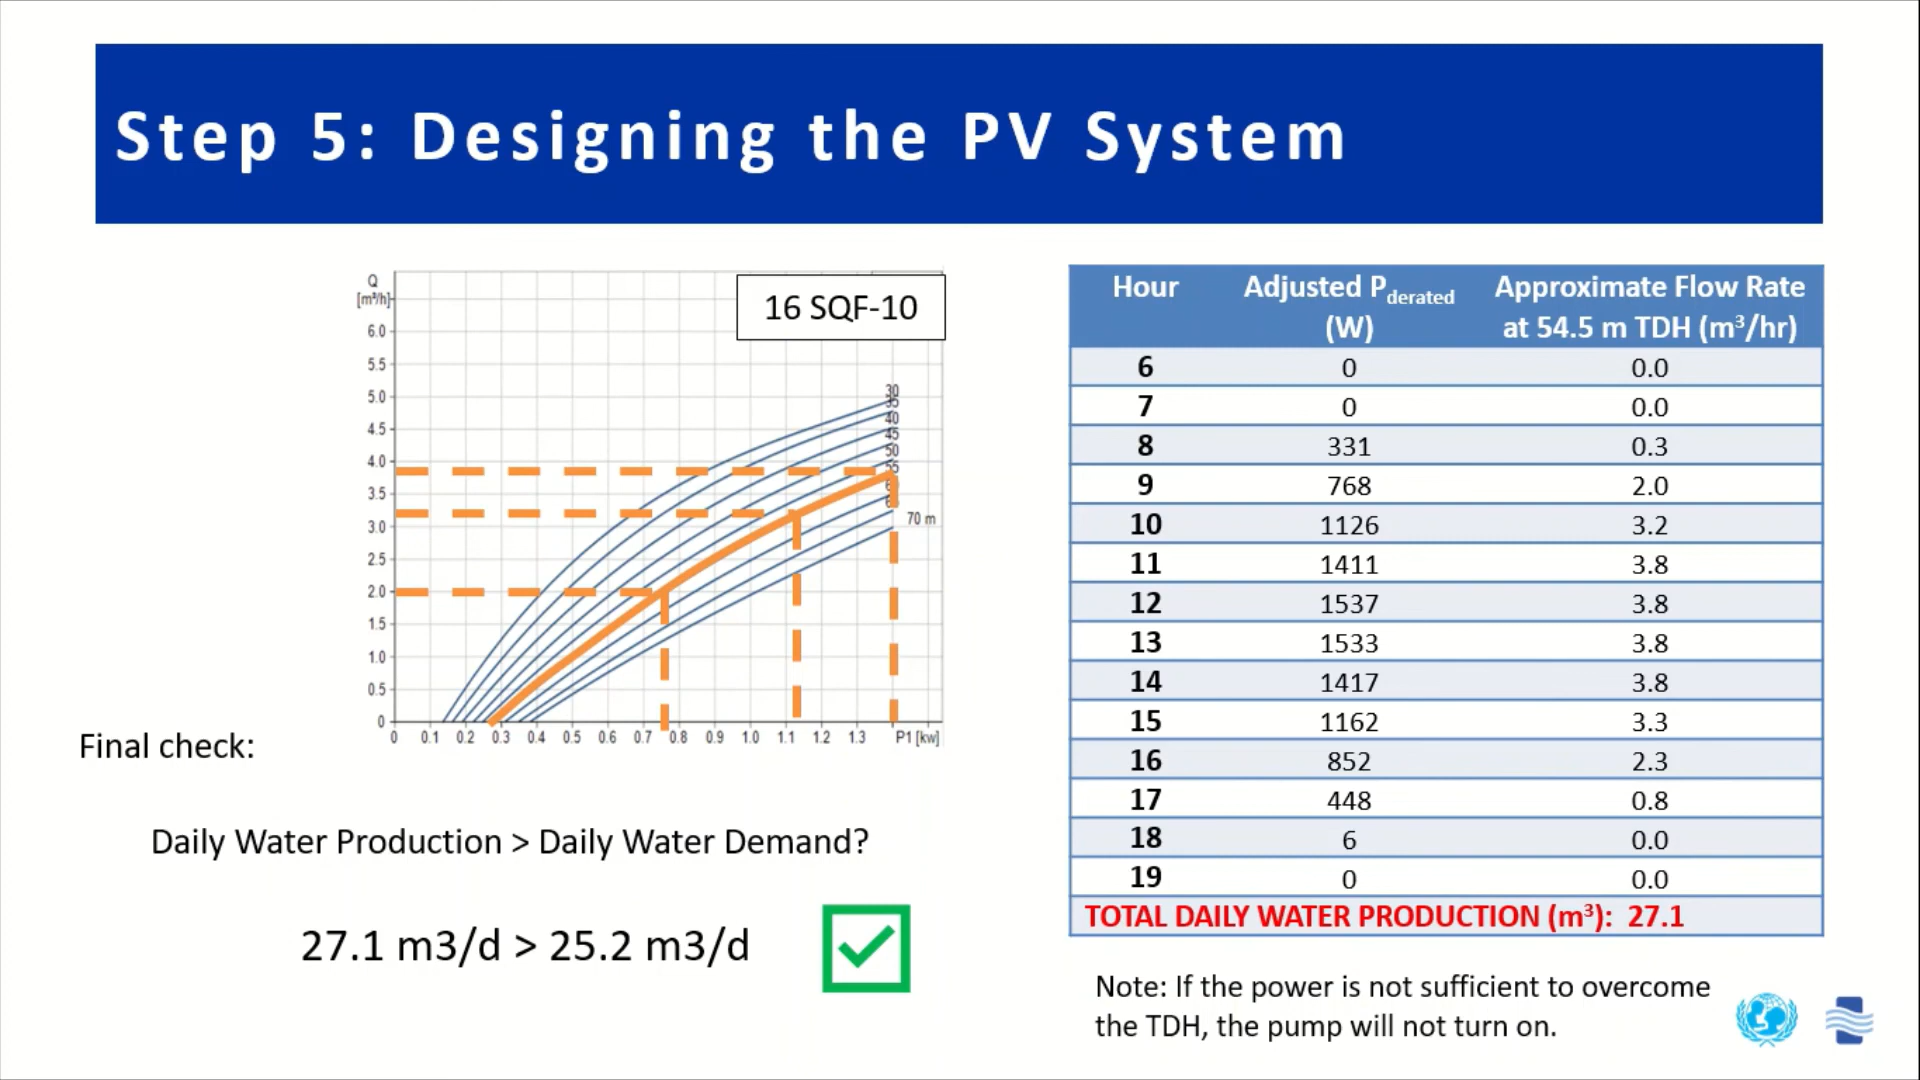 Step 5: Designing the PV System
Q
[m³/h]
16 SQF-10
6.0
5.5
5.0
4.5
4.0
3.5
3.0
2.5
2.0
1.5
1.0
0.5
0
30
40
45
50
70 m
0 0.1 0.2 0.3 0.4 0.5 0.6 0.7 0.8 0.9 1.0 1.1 1.2 1.3 P1 [kw]
Final check:
Daily Water Production > Daily Water Demand?
27.1 m3/d > 25.2 m3/d
Hour Adjusted Pderated (W) Approximate Flow Rate at 54.5 m TDH (m³/hr)
6 0 0.0
7 0 0.0
8 331 0.3
9 768 2.0
10 1126 3.2
11 1411 3.8
12 1537 3.8
13 1533 3.8
14 1417 3.8
15 1162 3.3
16 852 2.3
17 448 0.8
18 6 0.0
19 0 0.0
TOTAL DAILY WATER PRODUCTION (m³): 27.1
Note: If the power is not sufficient to overcome
the TDH, the pump will not turn on.